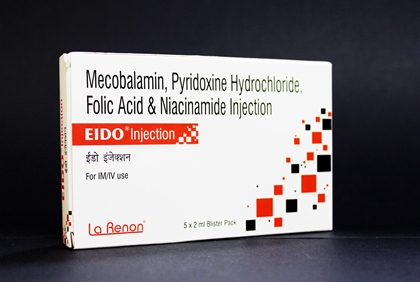 Mecobalamin, Pyridoxine Hydrochloride,
Folic Acid & Niacinamide Injection
EIDO® Injection
ईडो इंजेक्शन
For IM/IV use
La Renon®
5 x 2 ml Blister Pack